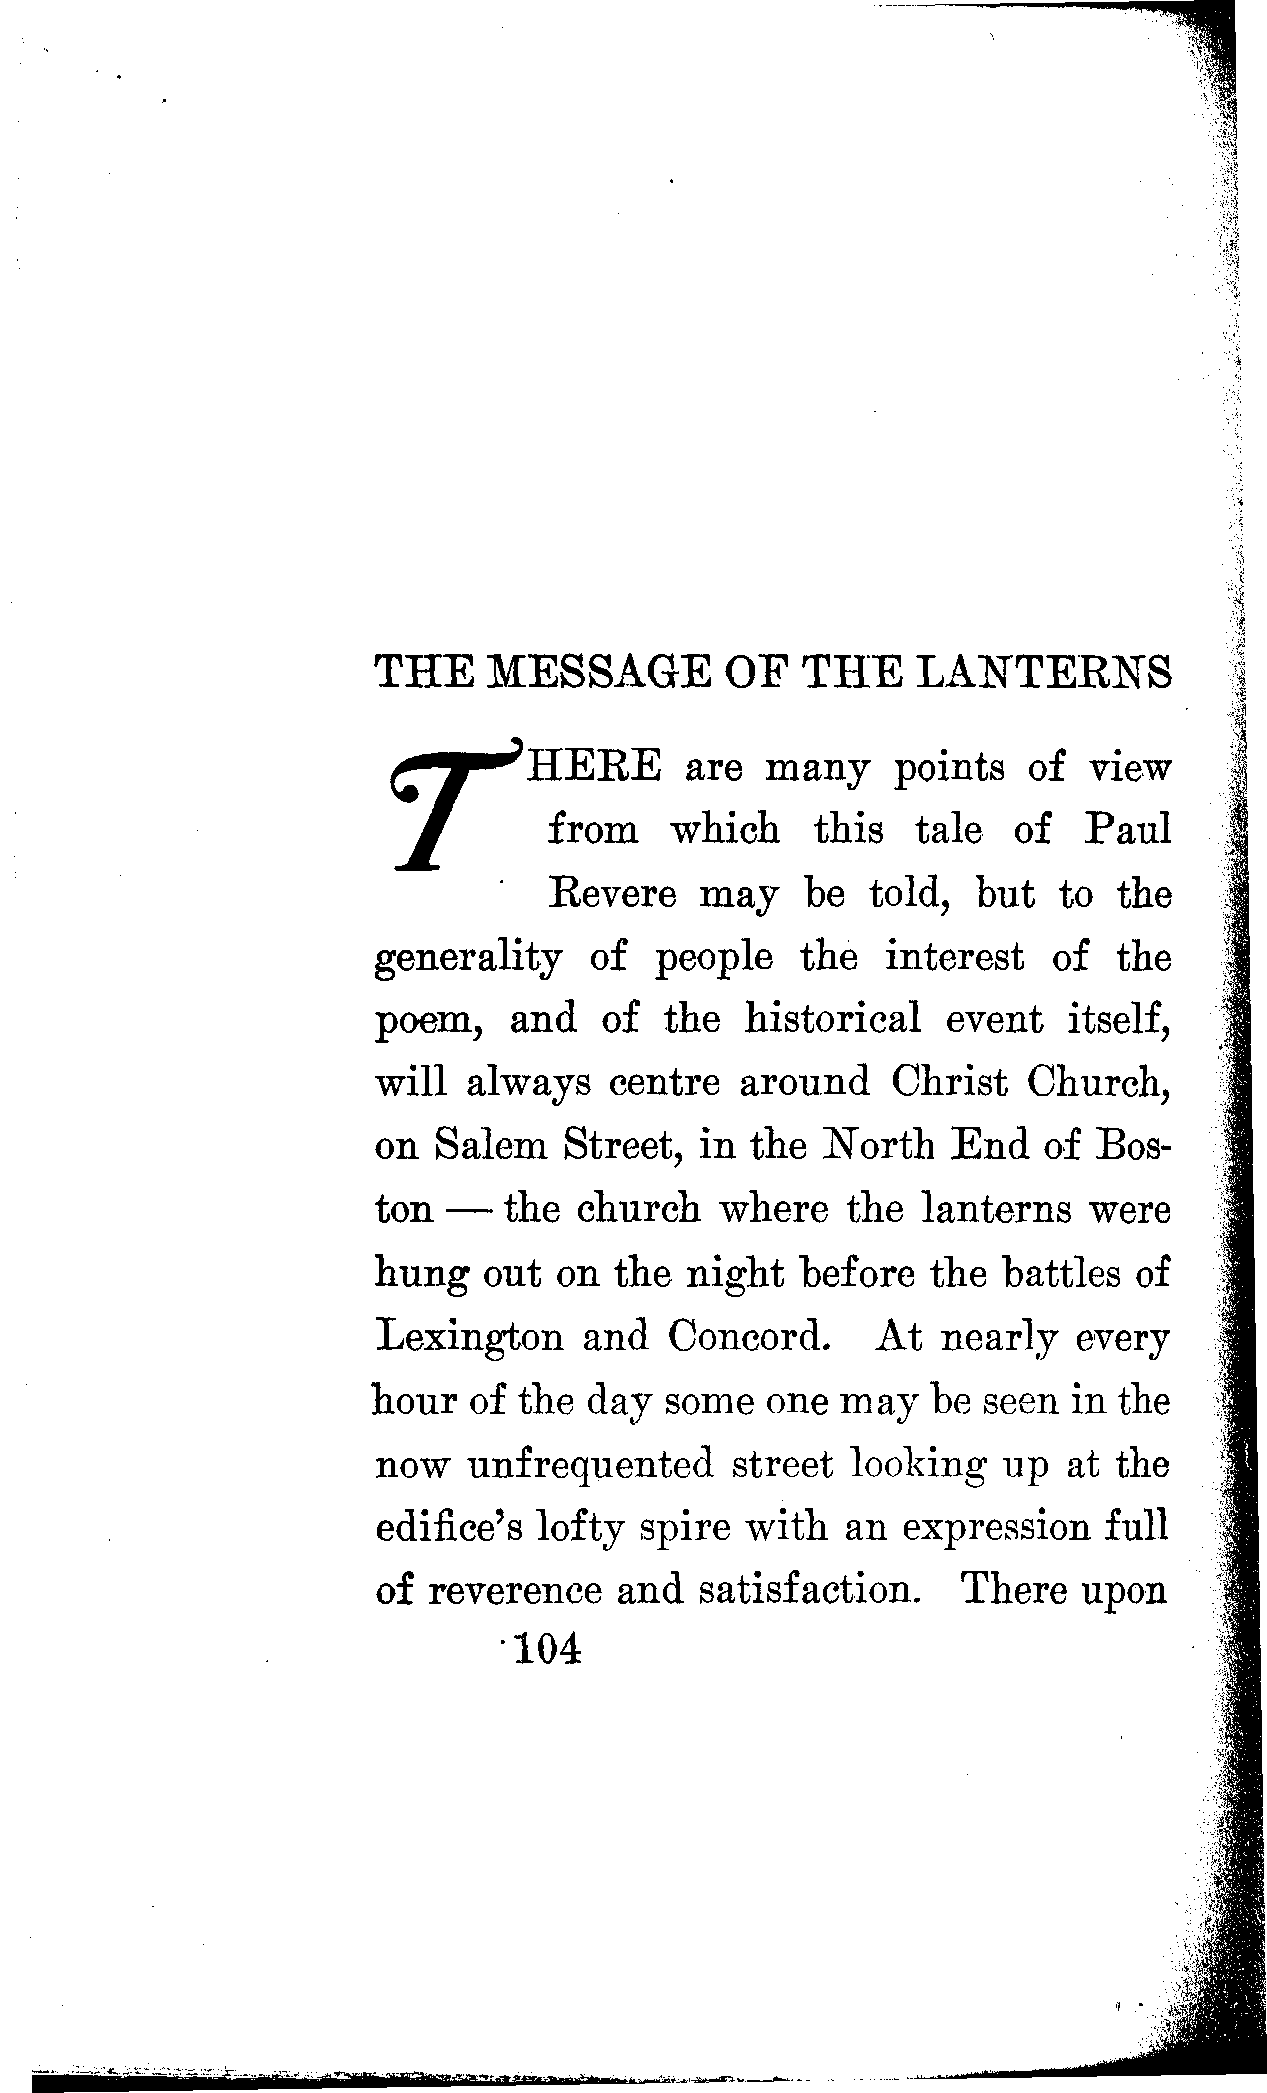 THE MESSAGE OF THE LANTERNS
THERE are many points of view
from which this tale of Paul
Revere may be told, but to the
generality of people the interest of the
poem, and of the historical event itself,
will always centre around Christ Church,
on Salem Street, in the North End of Bos-
ton — the church where the lanterns were
hung out on the night before the battles of
Lexington and Concord. At nearly every
hour of the day some one may be seen in the
now unfrequented street looking up at the
edifice's lofty spire with an expression full
of reverence and satisfaction. There upon
104